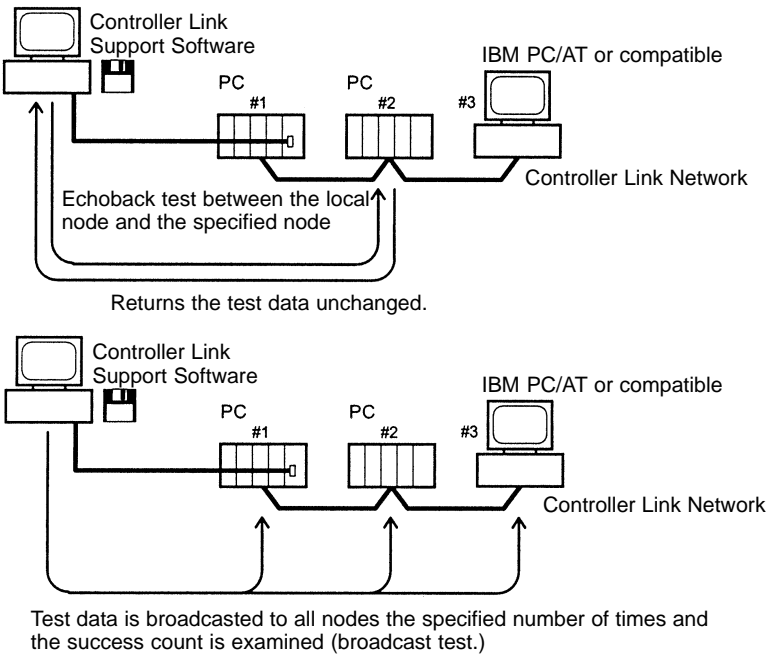 Controller Link
Support Software
IBM PC/AT or compatible
PC
#1
PC
#2
#3
Controller Link Network
Echoback test between the local
node and the specified node
Returns the test data unchanged.
Controller Link
Support Software
IBM PC/AT or compatible
PC
#1
PC
#2
#3
Controller Link Network
Test data is broadcasted to all nodes the specified number of times and
the success count is examined (broadcast test.)